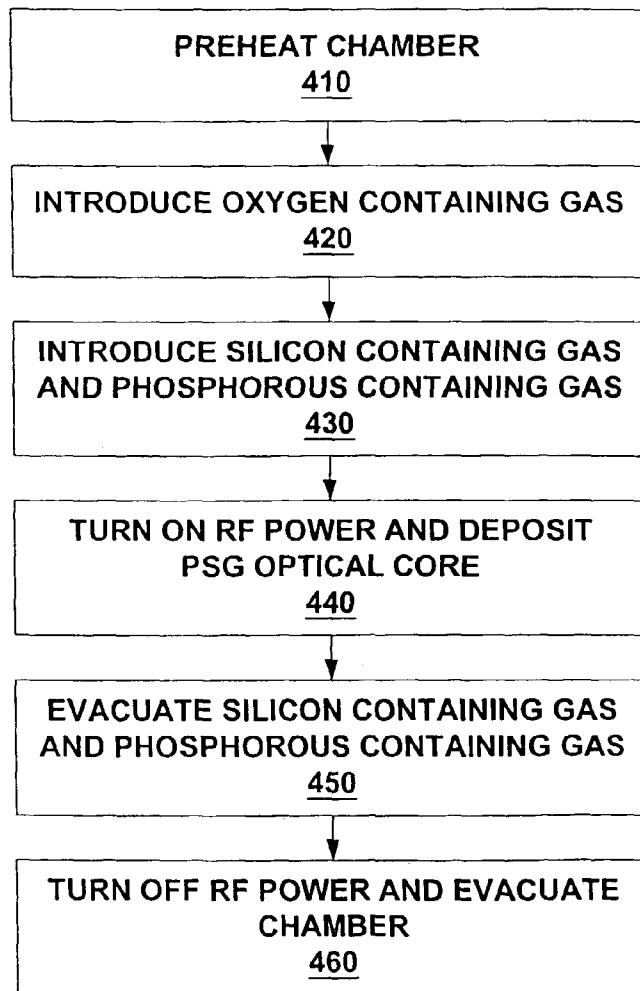 PREHEAT CHAMBER
410
INTRODUCE OXYGEN CONTAINING GAS
420
INTRODUCE SILICON CONTAINING GAS
AND PHOSPHOROUS CONTAINING GAS
430
TURN ON RF POWER AND DEPOSIT
PSG OPTICAL CORE
440
EVACUATE SILICON CONTAINING GAS
AND PHOSPHOROUS CONTAINING GAS
450
TURN OFF RF POWER AND EVACUATE
CHAMBER
460